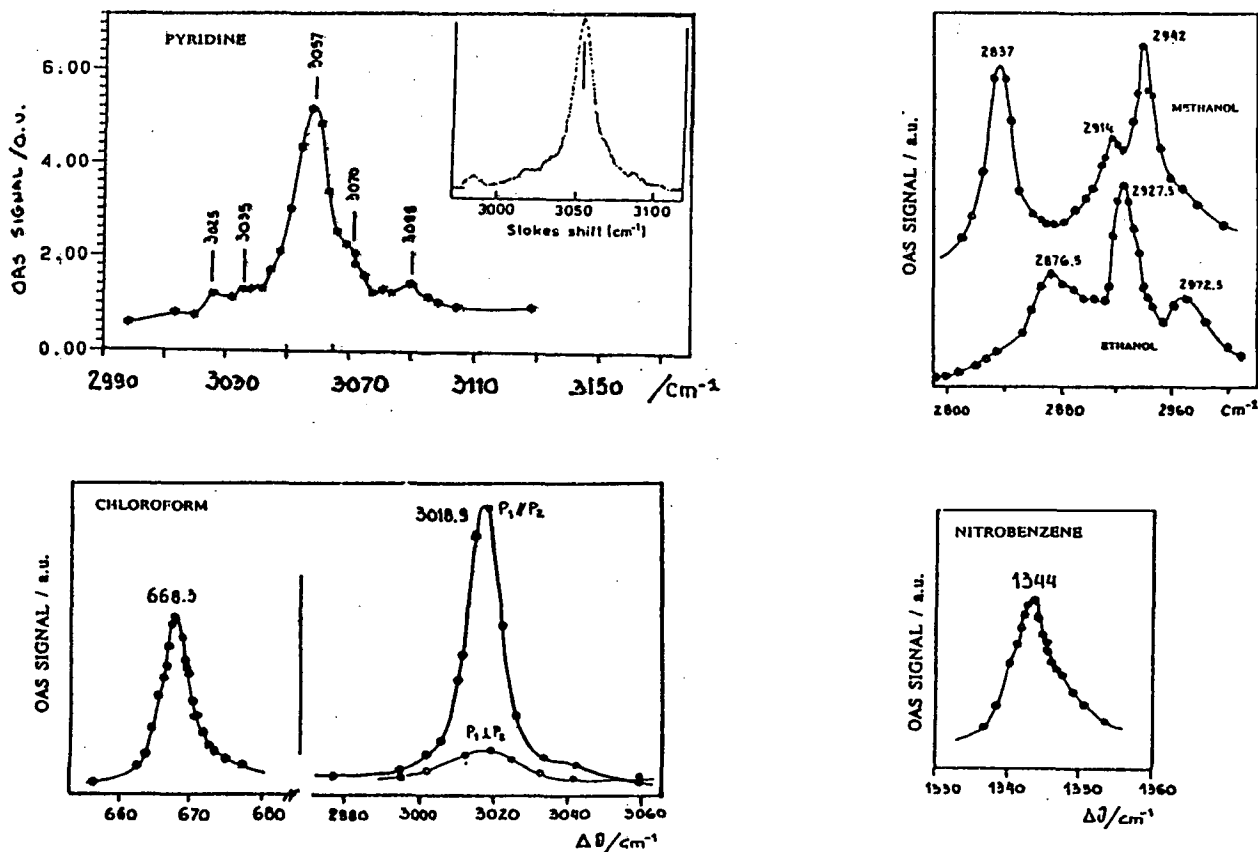 PYRIDINE
OAS SIGNAL /a.u.
6.00
4.00
2.00
0.00
3025
3035
3057
3070
3088
2990 3030 3070 3110 3150 /cm⁻¹
3000 3050 3100
Stokes shift (cm⁻¹)
OAS SIGNAL / a.u.
2837
2914
2942
METHANOL
2876.5
2927.5
2972.5
ETHANOL
2800 2880 2960 cm⁻¹
CHLOROFORM
OAS SIGNAL / a.u.
668.3
3018.9
P₁ // P₂
P₁ ⊥ P₂
660 670 680 2880 3000 3020 3040 3060
Δν/cm⁻¹
NITROBENZENE
OAS SIGNAL / a.u.
1344
1330 1340 1350 1360
Δν/cm⁻¹